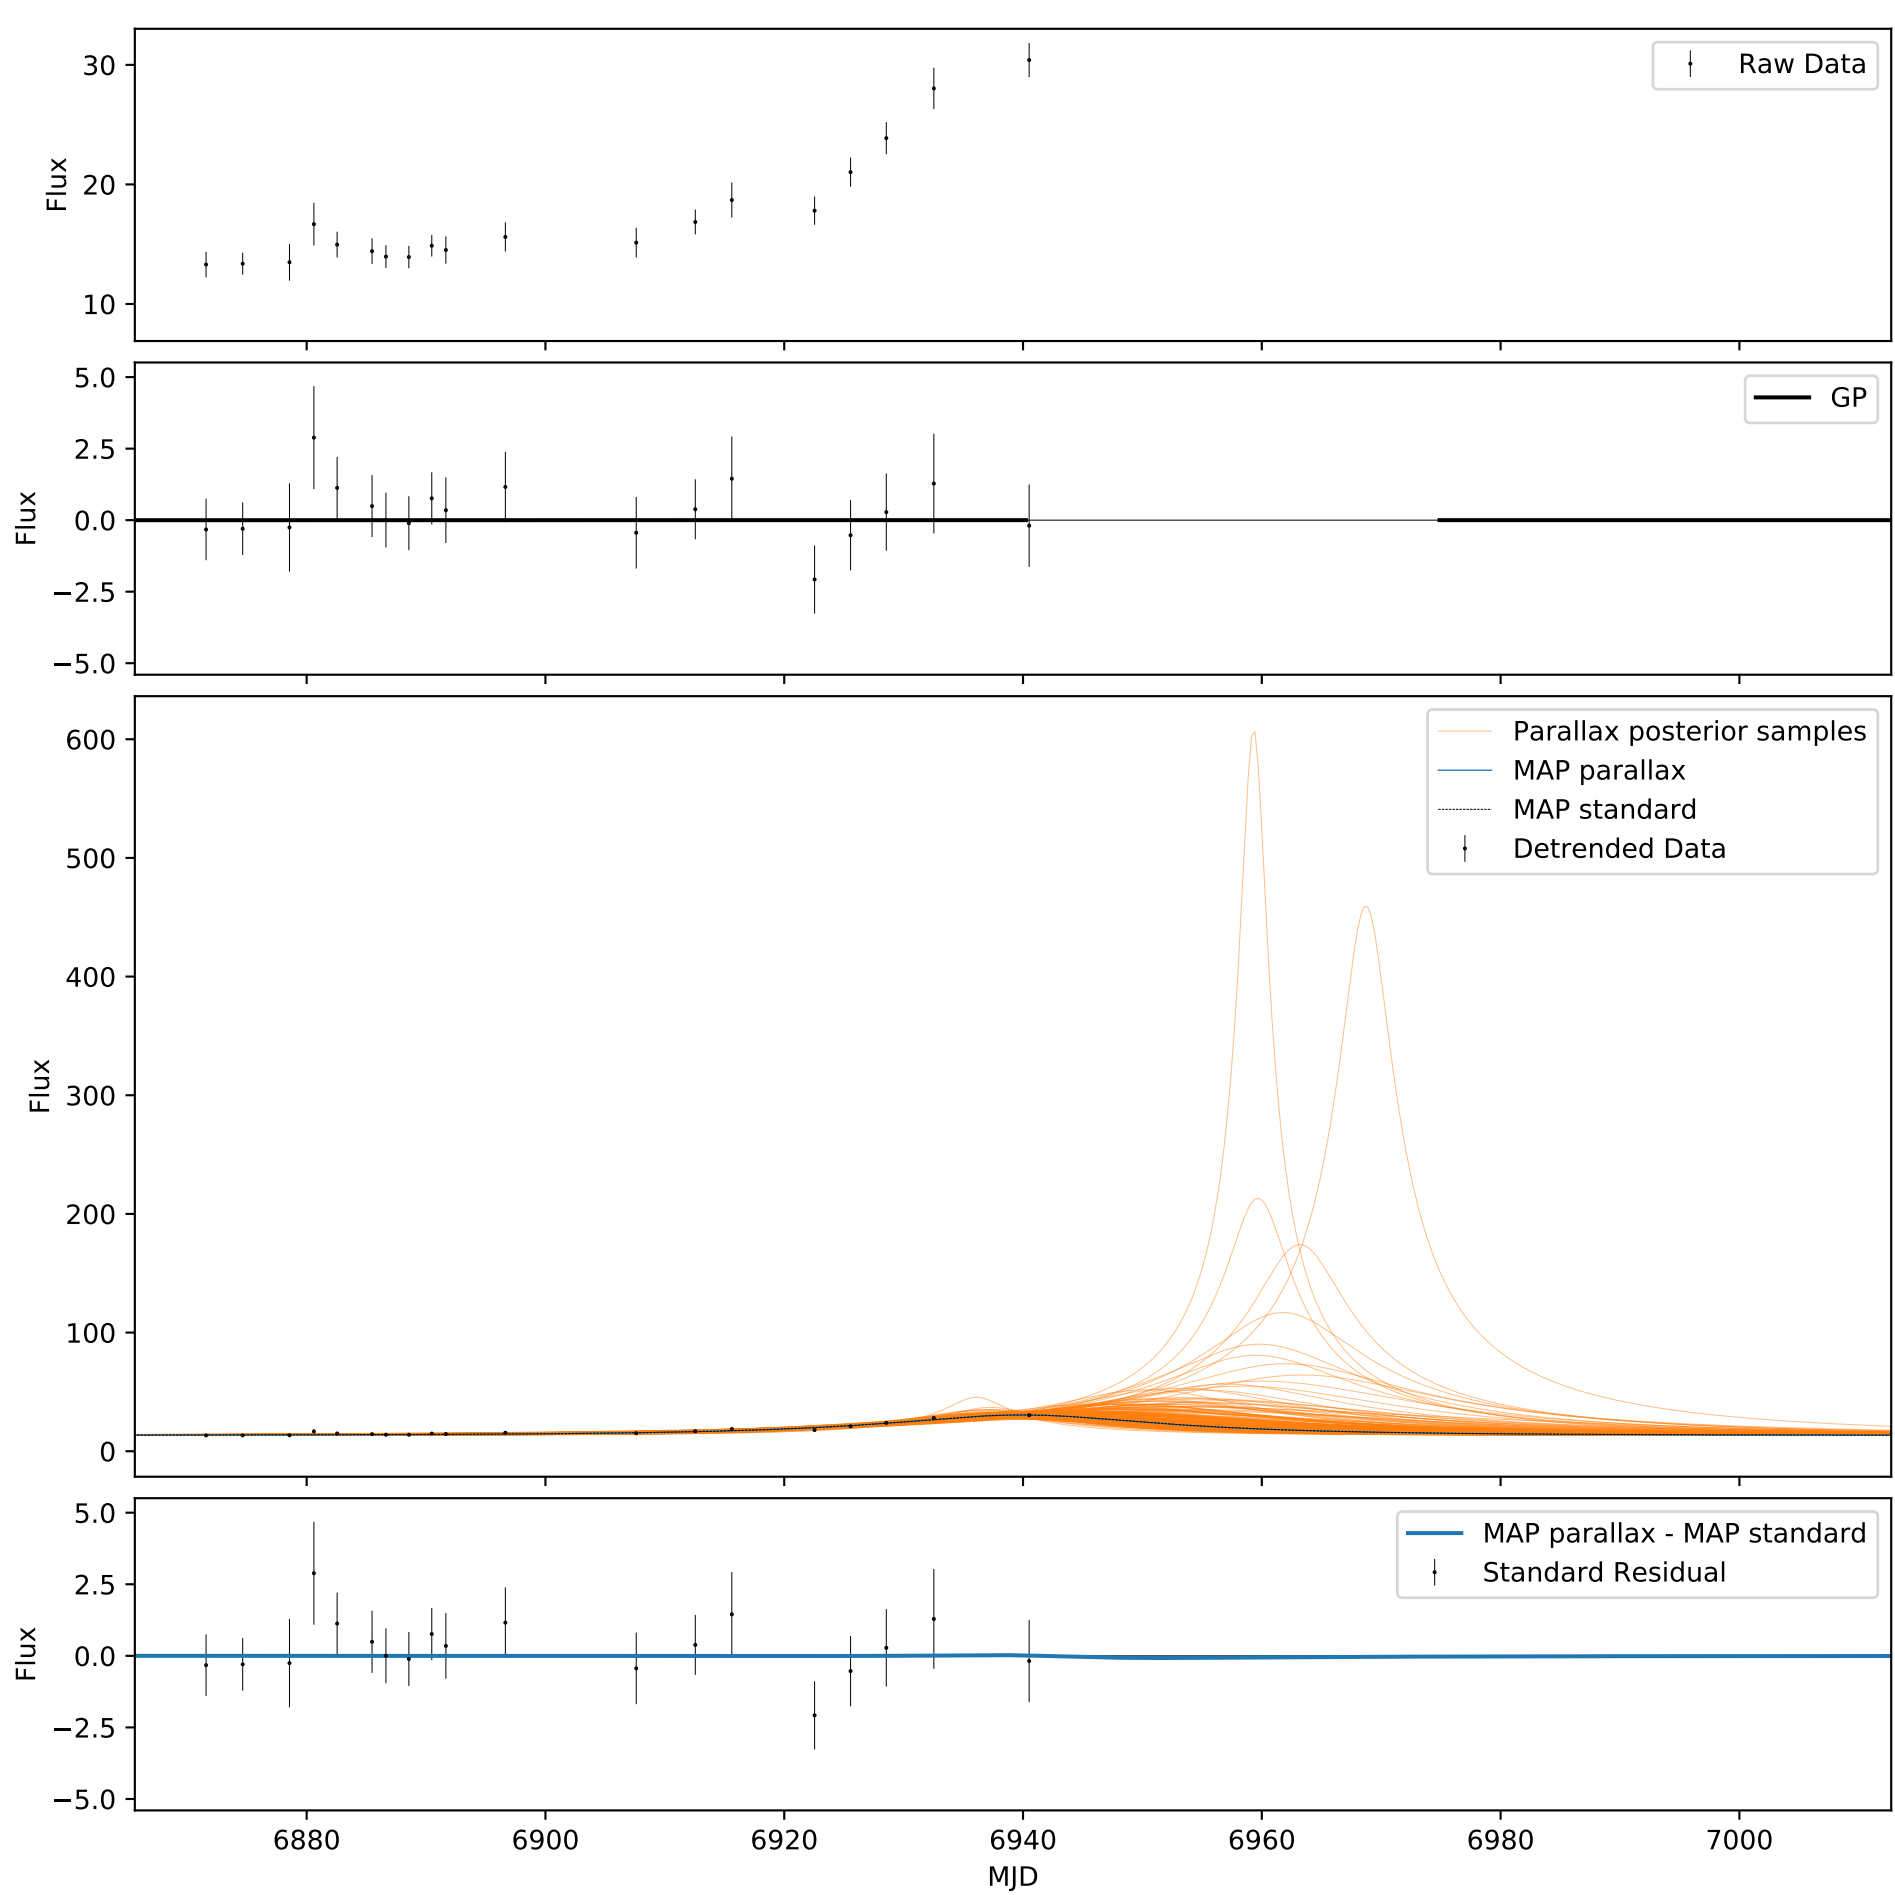 Raw Data
30
20
10
Flux
GP
5.0
2.5
0.0
−2.5
−5.0
Flux
Parallax posterior samples
MAP parallax
MAP standard
Detrended Data
600
500
400
300
200
100
0
Flux
MAP parallax - MAP standard
Standard Residual
5.0
2.5
0.0
−2.5
−5.0
Flux
6880 6900 6920 6940 6960 6980 7000
MJD